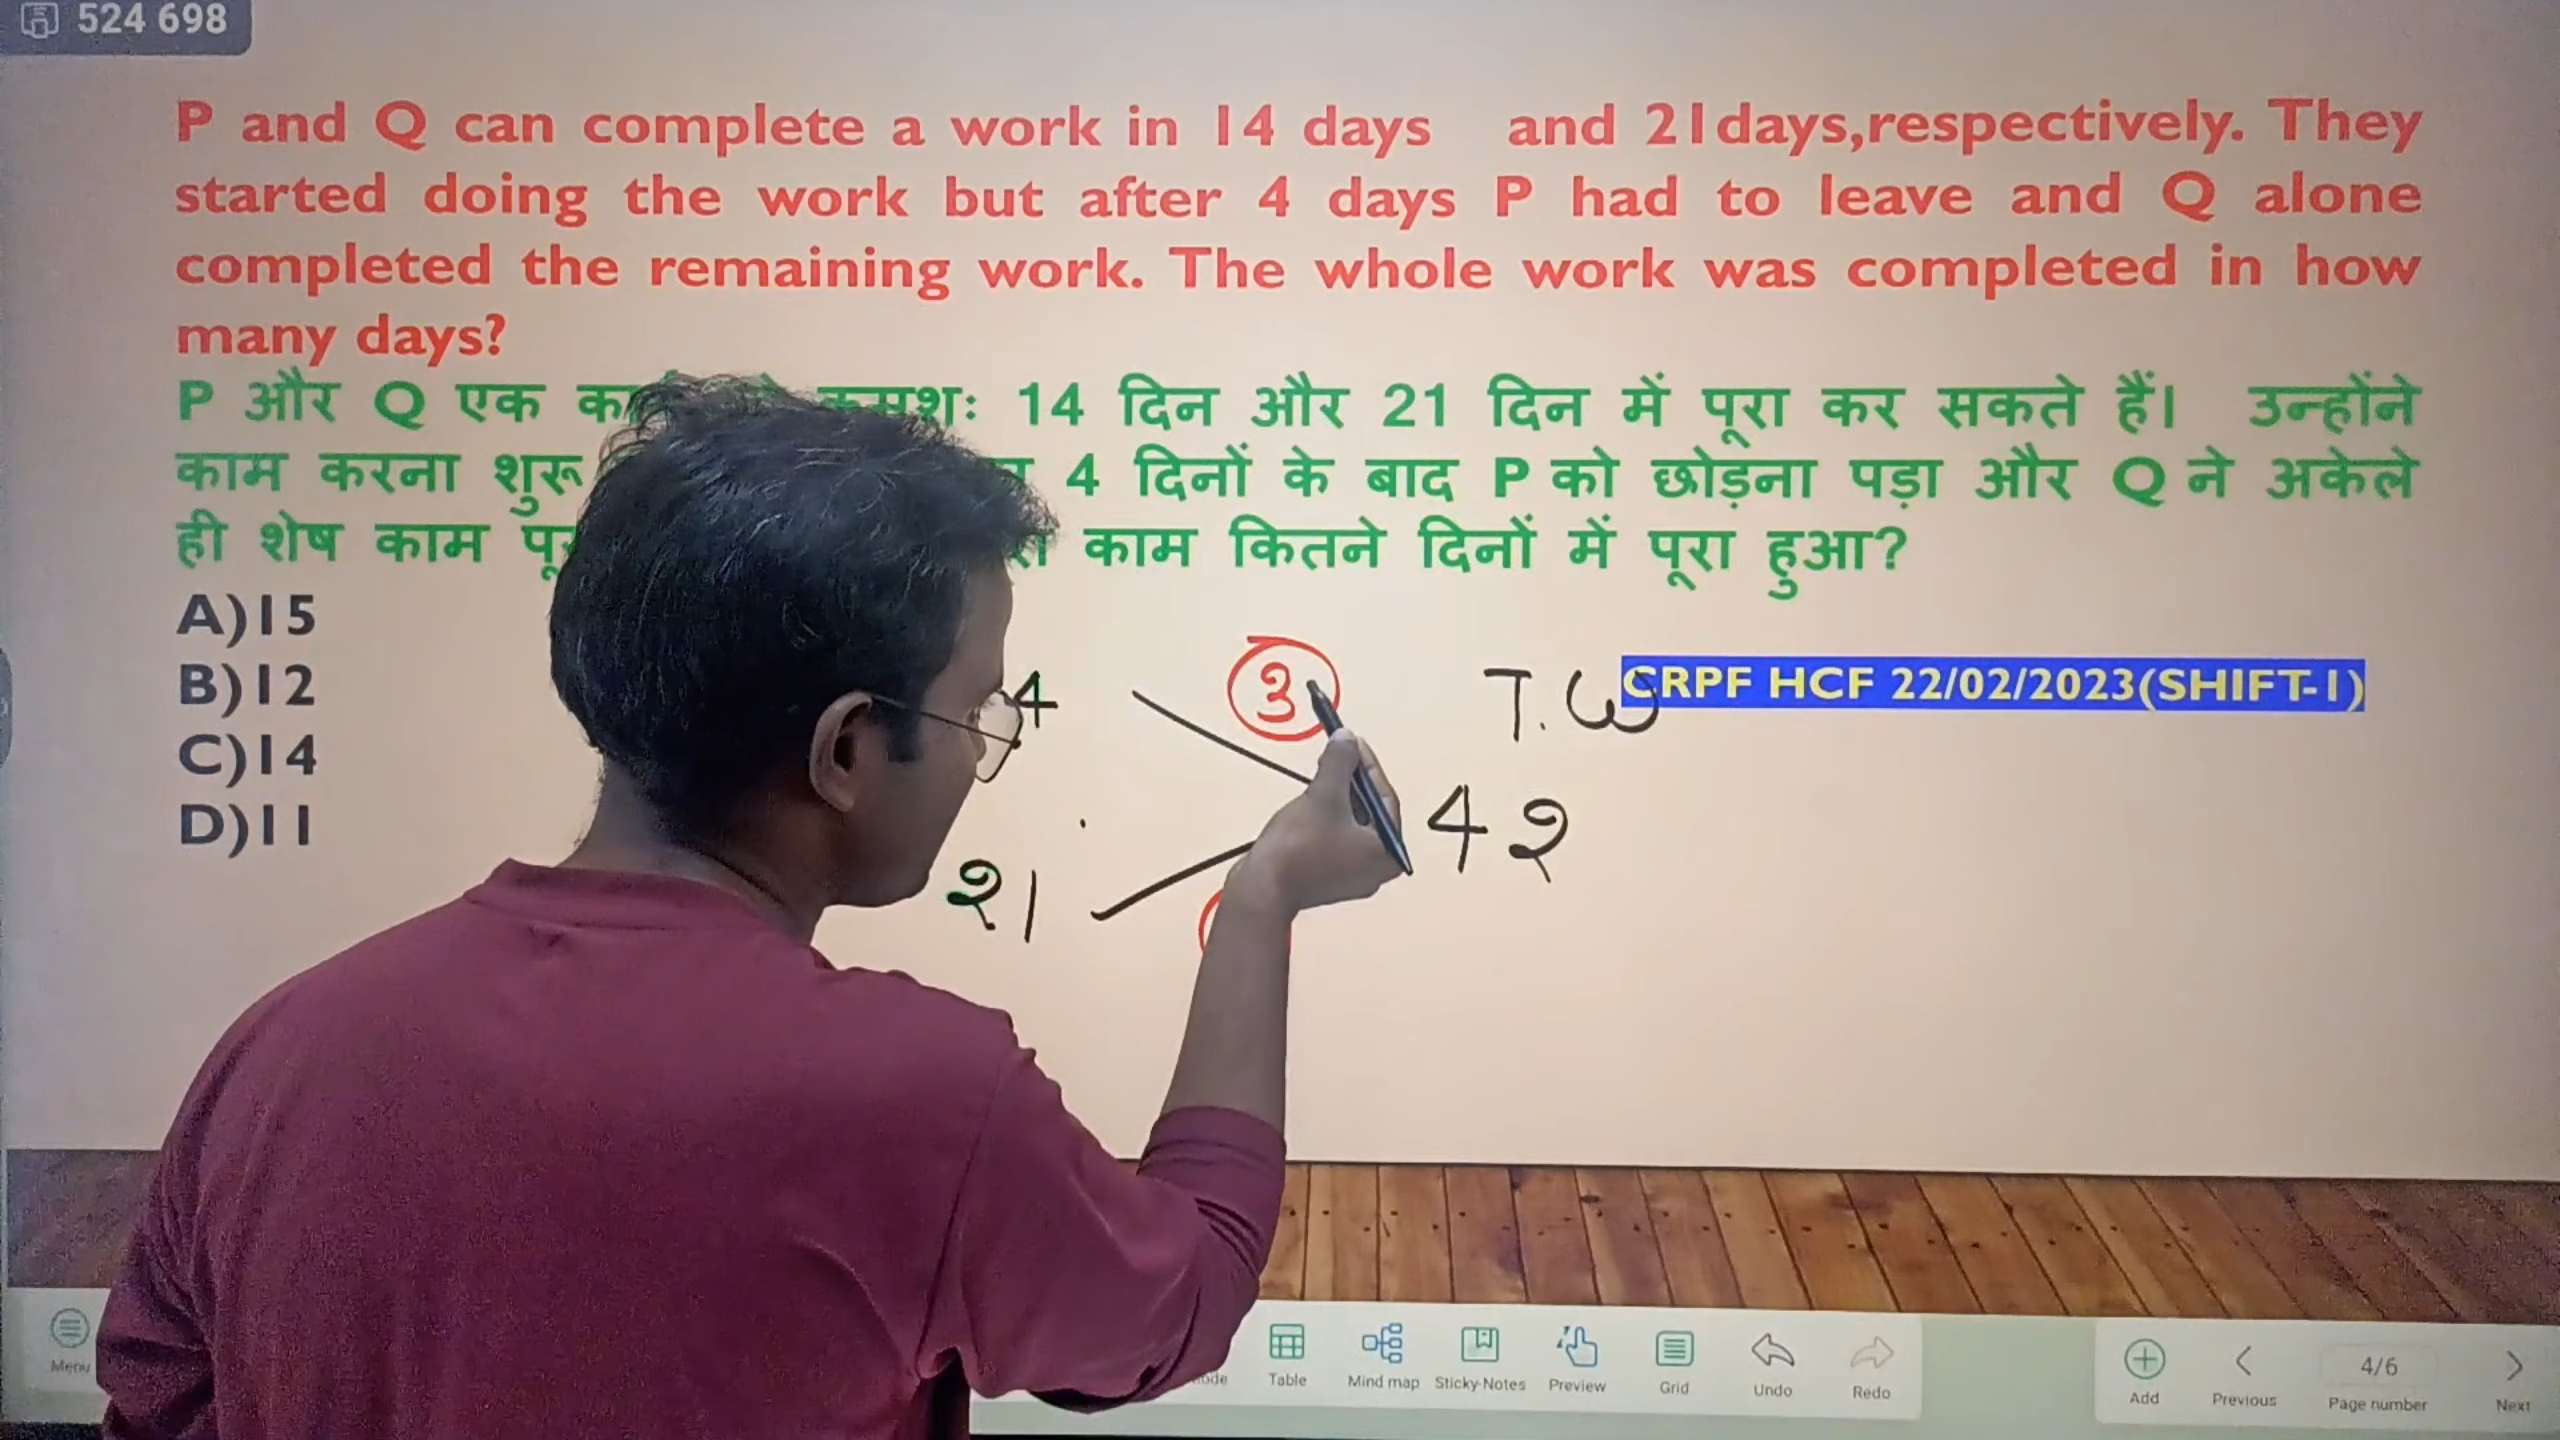 524 698
P and Q can complete a work in 14 days and 21days,respectively. They
started doing the work but after 4 days P had to leave and Q alone
completed the remaining work. The whole work was completed in how
many days?
P और Q एक क्रमशः 14 दिन और 21 दिन में पूरा कर सकते हैं। उन्होंने
काम करना शुरू 4 दिनों के बाद P को छोड़ना पड़ा और Q ने अकेले
ही शेष काम काम कितने दिनों में पूरा हुआ?
A)15
B)12
C)14
D)11
4
3
T.W
CRPF HCF 22/02/2023(SHIFT-1)
42
21
Menu
Table
Mind map
Sticky-Notes
Preview
Grid
Undo
Redo
Add
Previous
4/6
Page number
Next